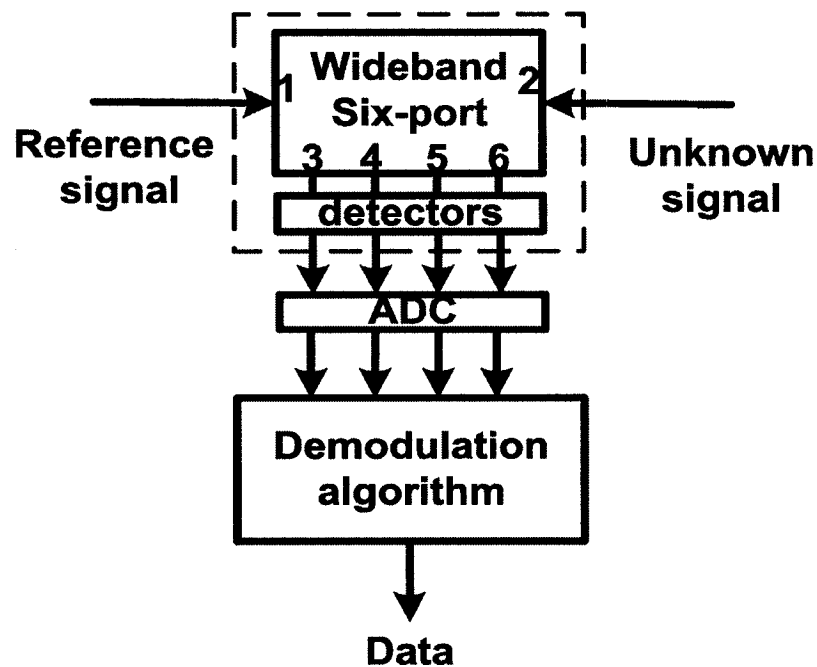 Wideband
Six-port
1
2
3 4 5 6
Reference
signal
Unknown
signal
detectors
ADC
Demodulation
algorithm
Data